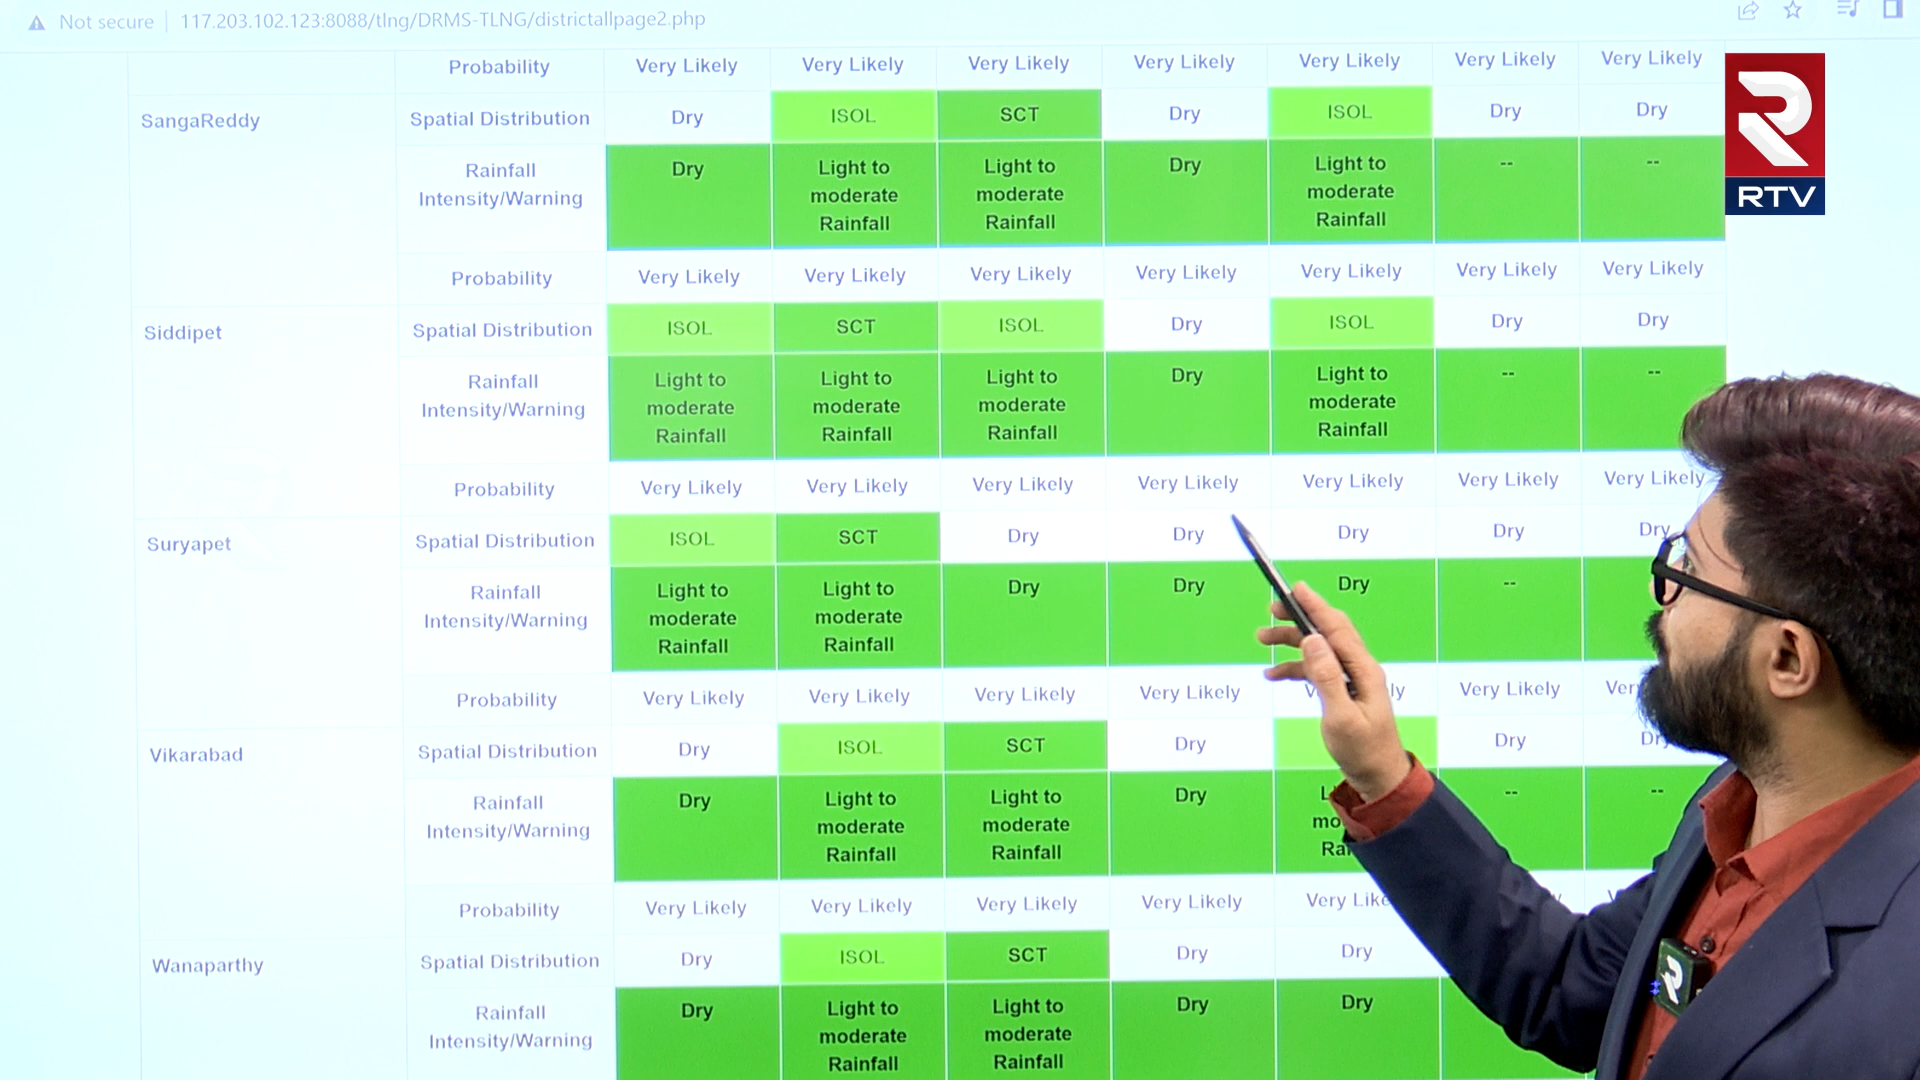 Not secure 117.203.102.123:8088/tlng/DRMS-TLNG/districtallpage2.php
Probability Very Likely Very Likely Very Likely Very Likely Very Likely Very Likely Very Likely
SangaReddy Spatial Distribution Dry ISOL SCT Dry ISOL Dry Dry
Rainfall Intensity/Warning Dry Light to moderate Rainfall Light to moderate Rainfall Dry Light to moderate Rainfall -- --
RTV
Probability Very Likely Very Likely Very Likely Very Likely Very Likely Very Likely Very Likely
Siddipet Spatial Distribution ISOL SCT ISOL Dry ISOL Dry Dry
Rainfall Intensity/Warning Light to moderate Rainfall Light to moderate Rainfall Light to moderate Rainfall Dry Light to moderate Rainfall -- --
Probability Very Likely Very Likely Very Likely Very Likely Very Likely Very Likely Very Likely
Suryapet Spatial Distribution ISOL SCT Dry Dry Dry Dry Dry
Rainfall Intensity/Warning Light to moderate Rainfall Light to moderate Rainfall Dry Dry Dry --
Probability Very Likely Very Likely Very Likely Very Likely Very Likely
Vikarabad Spatial Distribution Dry ISOL SCT Dry Dry Dry
Rainfall Intensity/Warning Dry Light to moderate Rainfall Light to moderate Rainfall Dry -- --
Probability Very Likely Very Likely Very Likely Very Likely Very
Wanaparthy Spatial Distribution Dry ISOL SCT Dry Dry
Rainfall Intensity/Warning Dry Light to moderate Rainfall Light to moderate Rainfall Dry Dry